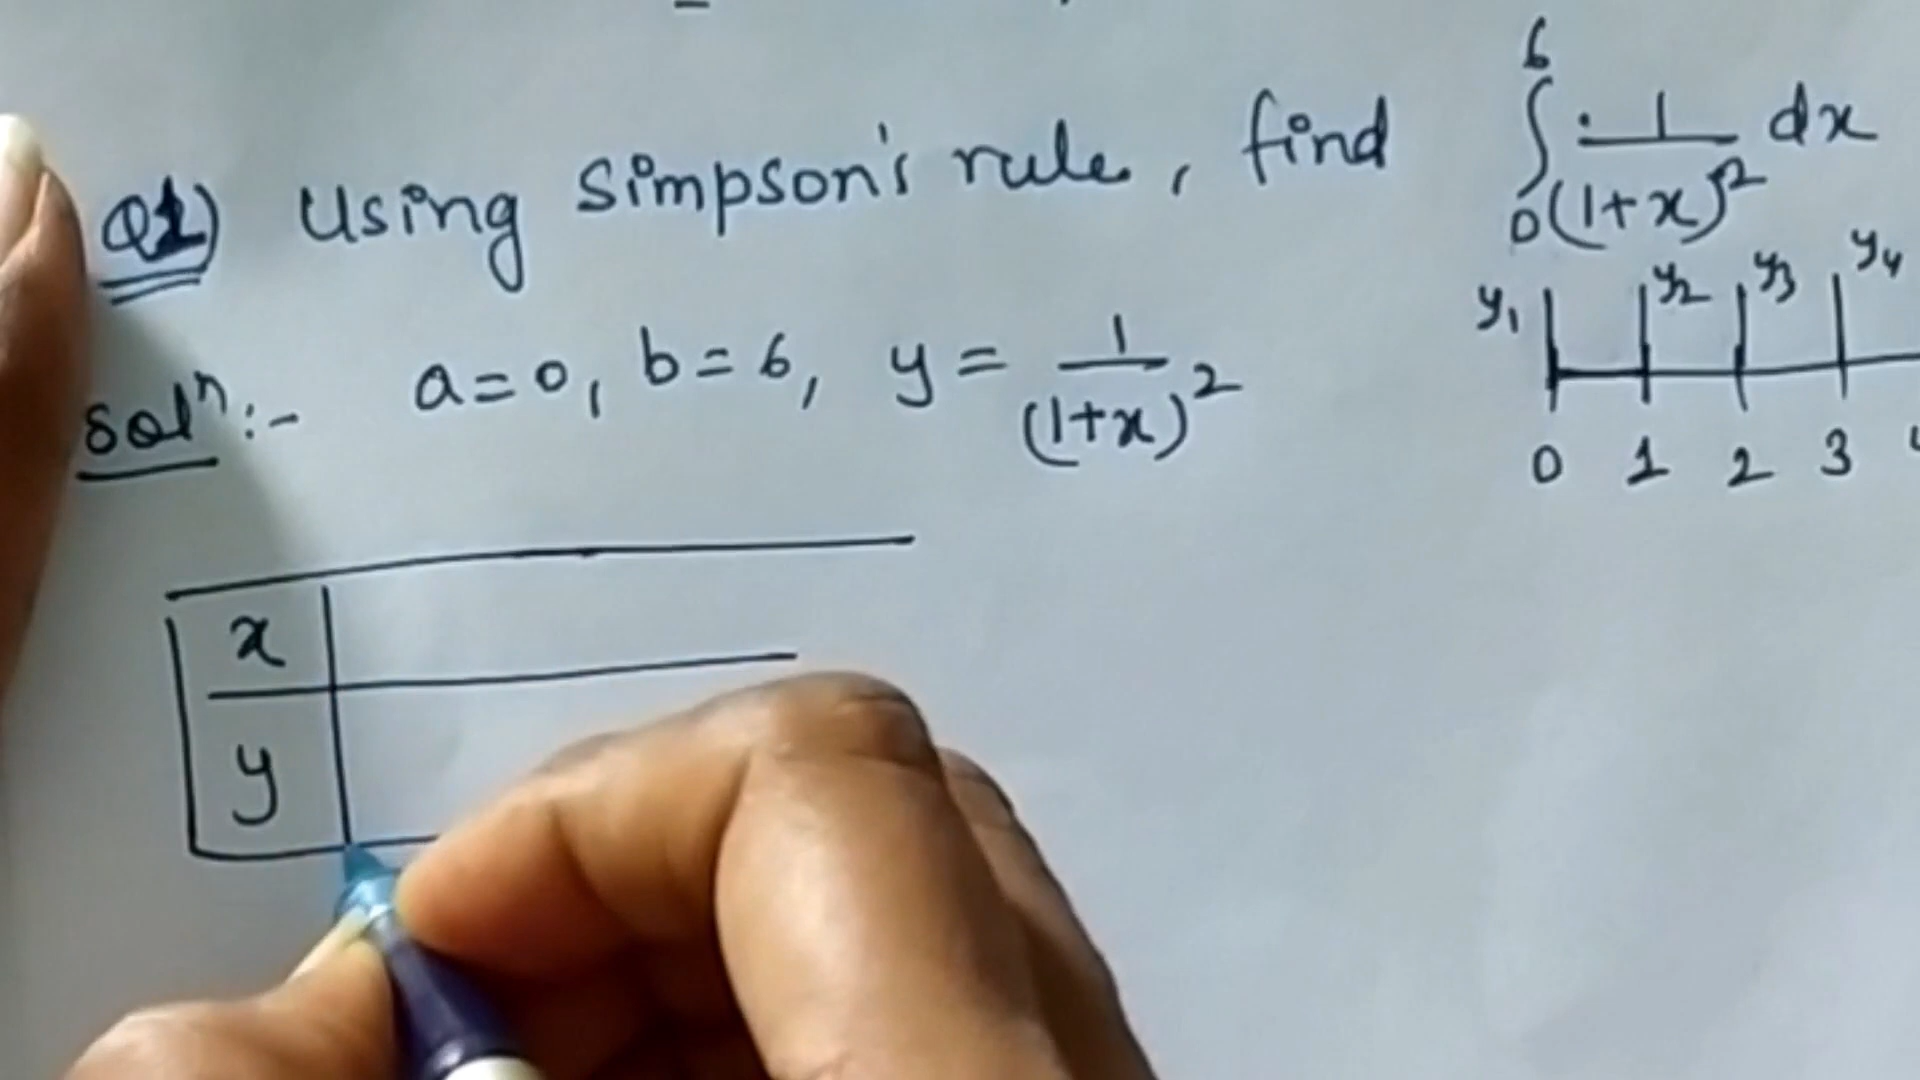 Q1) Using Simpson's rule, find ∫₀⁶ 1/(1+x)² dx
y₁ y₂ y₃ y₄
0 1 2 3
Solⁿ:- a=0, b=6, y = 1/(1+x)²
x
y